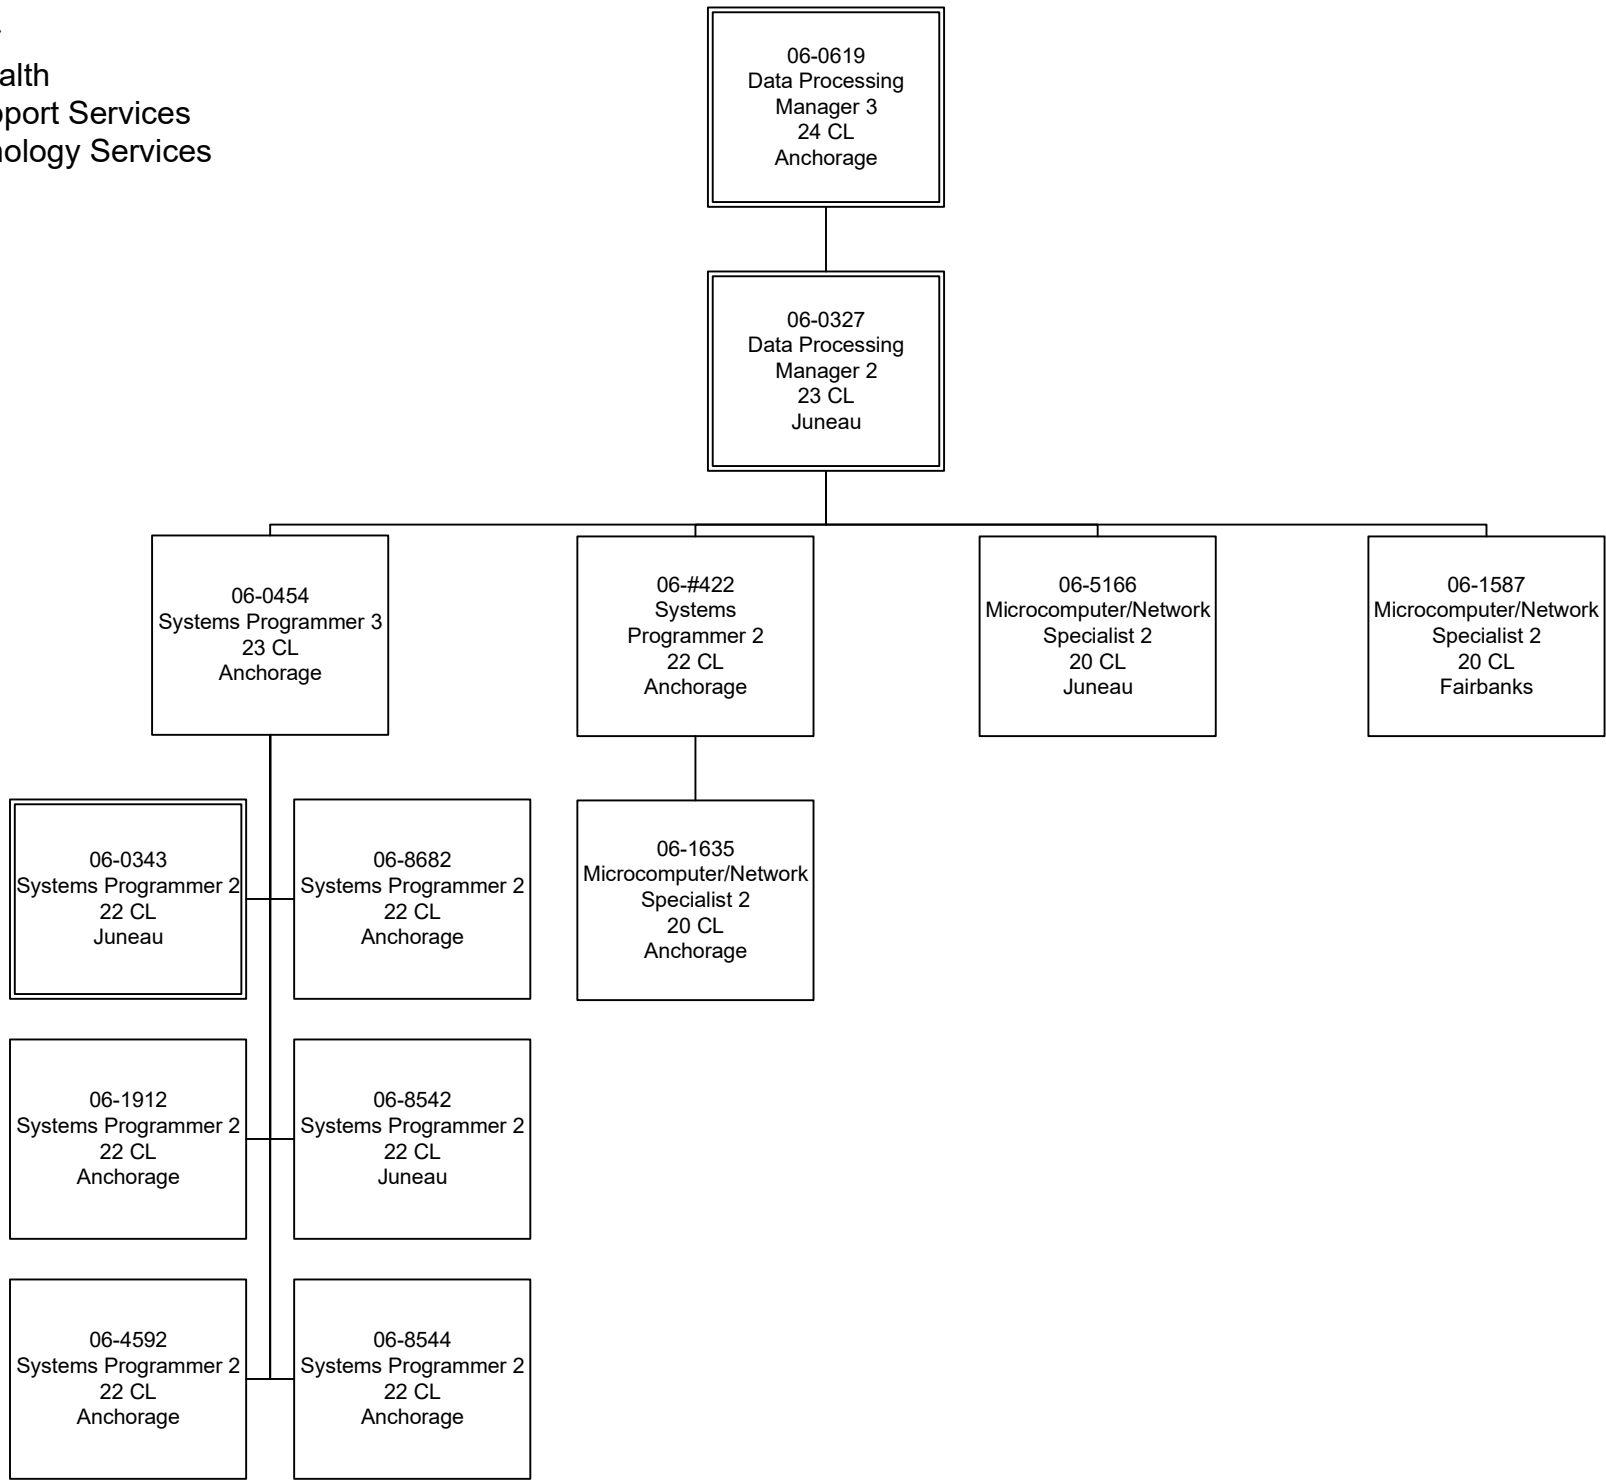 alth
port Services
nology Services
06-0619
Data Processing
Manager 3
24 CL
Anchorage
06-0327
Data Processing
Manager 2
23 CL
Juneau
06-0454
Systems Programmer 3
23 CL
Anchorage
06-#422
Systems
Programmer 2
22 CL
Anchorage
06-5166
Microcomputer/Network
Specialist 2
20 CL
Juneau
06-1587
Microcomputer/Network
Specialist 2
20 CL
Fairbanks
06-0343
Systems Programmer 2
22 CL
Juneau
06-8682
Systems Programmer 2
22 CL
Anchorage
06-1635
Microcomputer/Network
Specialist 2
20 CL
Anchorage
06-1912
Systems Programmer 2
22 CL
Anchorage
06-8542
Systems Programmer 2
22 CL
Juneau
06-4592
Systems Programmer 2
22 CL
Anchorage
06-8544
Systems Programmer 2
22 CL
Anchorage